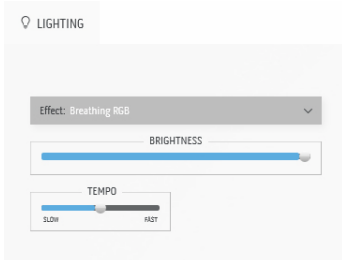 LIGHTING
Effect: Breathing RGB
BRIGHTNESS
TEMPO
SLOW FAST